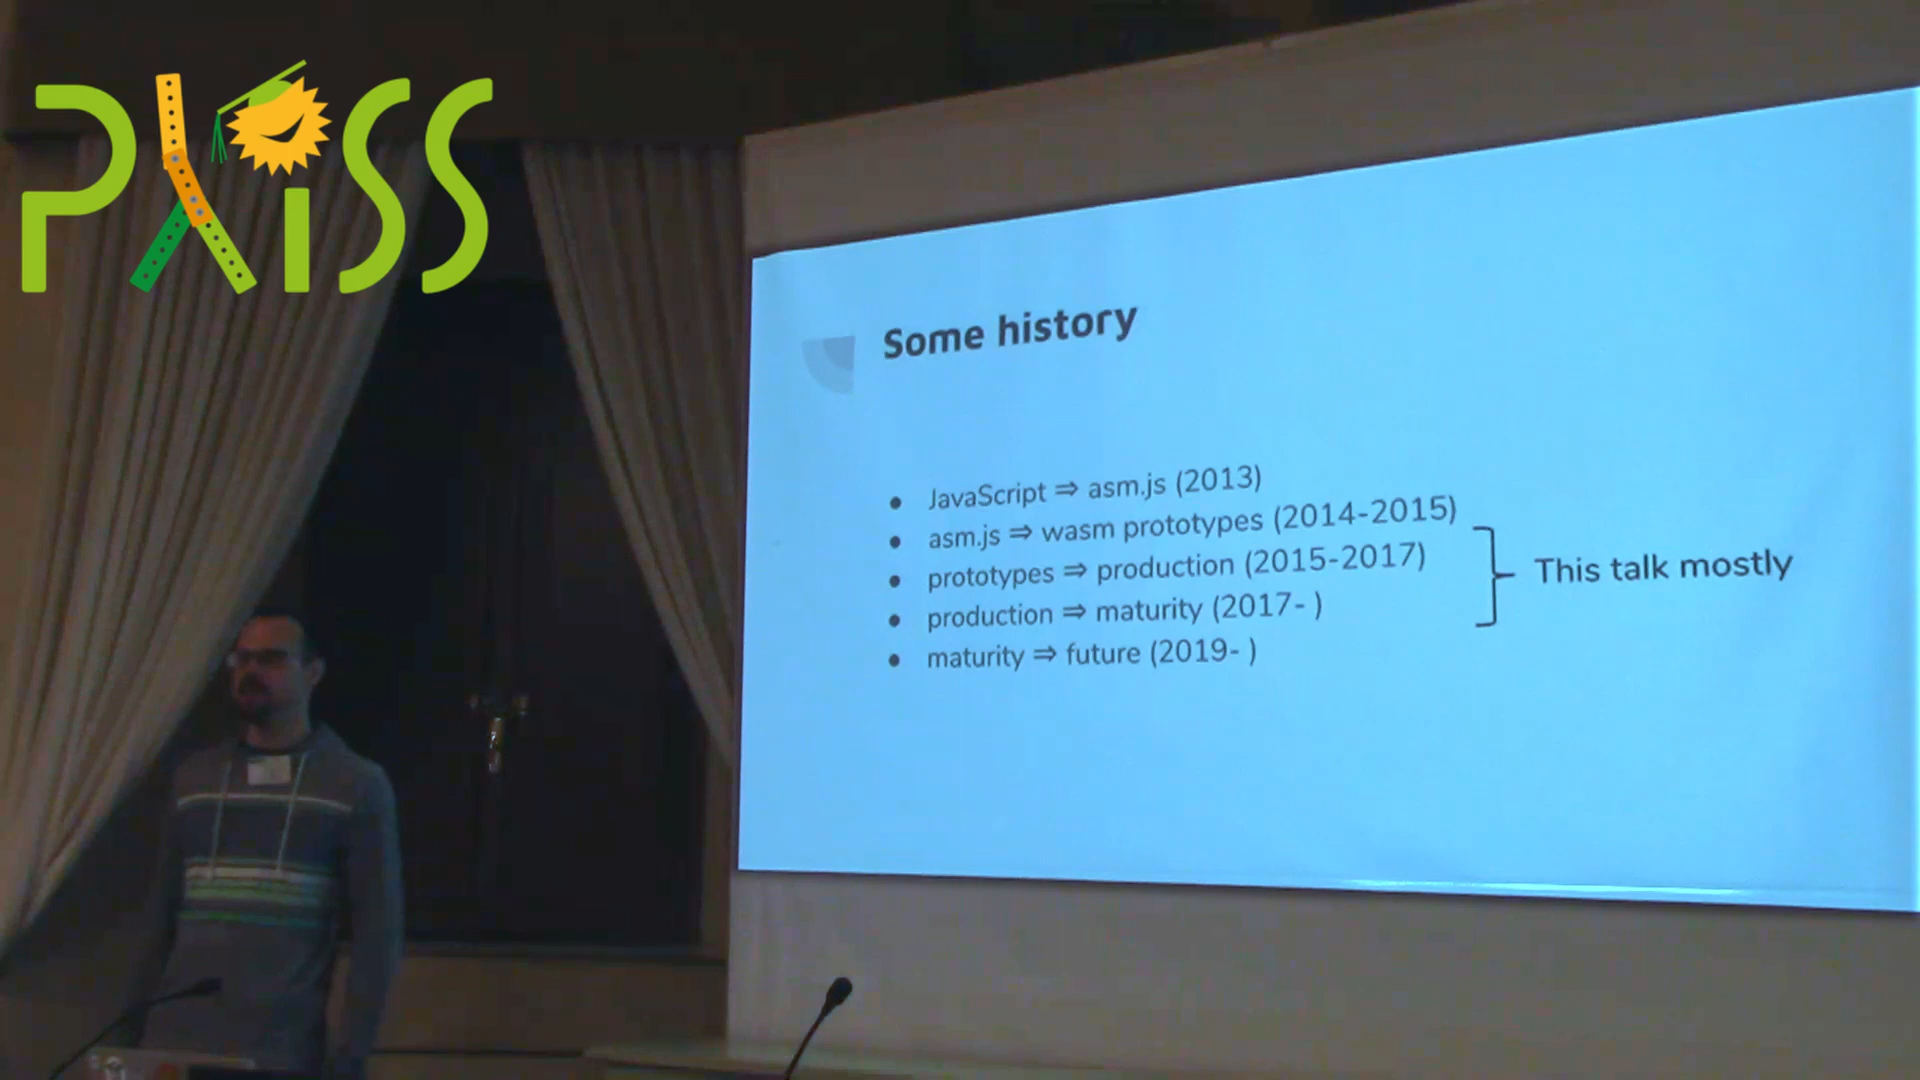 PLISS
Some history
JavaScript ⇒ asm.js (2013)
asm.js ⇒ wasm prototypes (2014-2015)
prototypes ⇒ production (2015-2017)
production ⇒ maturity (2017- )
maturity ⇒ future (2019- )
This talk mostly